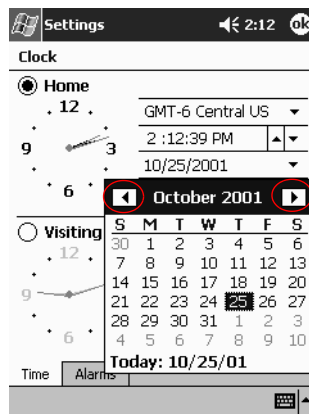 Settings 2:12 ok
Clock
Home
12
9 3
6
GMT-6 Central US
2 :12:39 PM
10/25/2001
October 2001
S M T W T F S
30 1 2 3 4 5 6
7 8 9 10 11 12 13
14 15 16 17 18 19 20
21 22 23 24 25 26 27
28 29 30 31 1 2 3
4 5 6 7 8 9 10
Today: 10/25/01
Visiting
12
9
6
Time Alarms